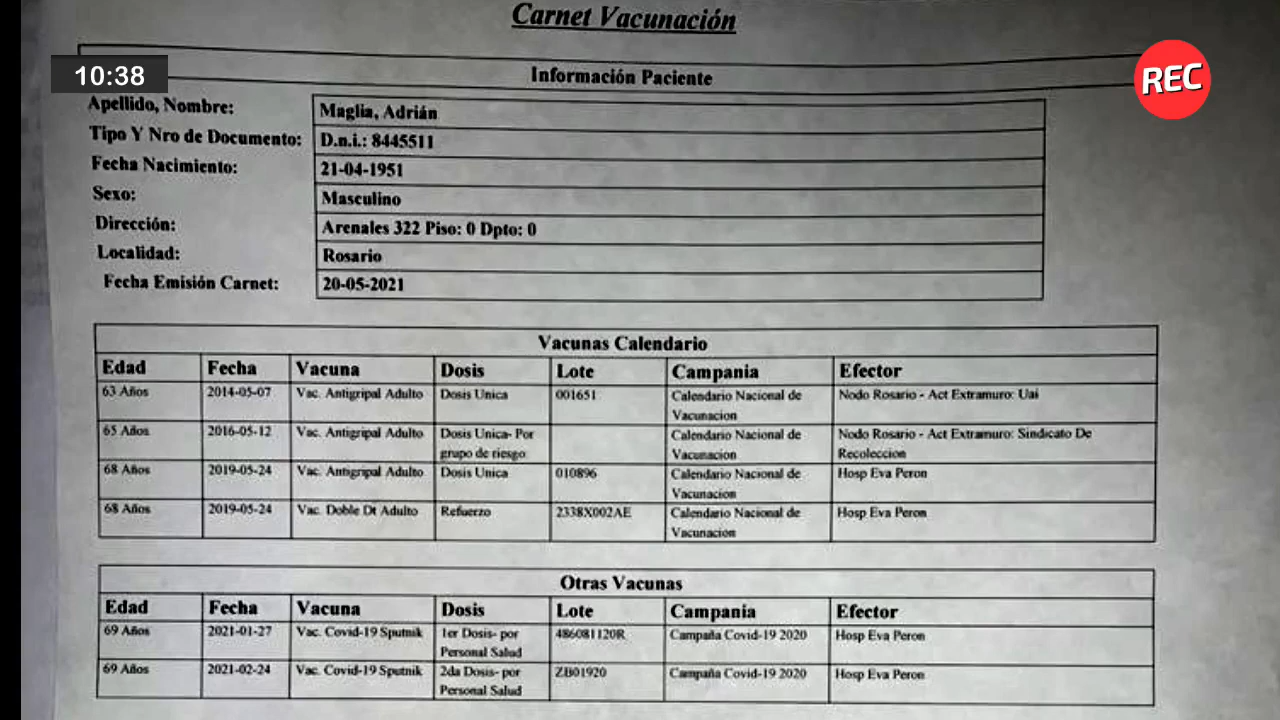 Carnet Vacunación
10:38
REC
Información Paciente
Apellido, Nombre: Maglia, Adrián
Tipo Y Nro de Documento: D.n.i.: 8445511
Fecha Nacimiento: 21-04-1951
Sexo: Masculino
Dirección: Arenales 322 Piso: 0 Dpto: 0
Localidad: Rosario
Fecha Emisión Carnet: 20-05-2021
Vacunas Calendario
Edad Fecha Vacuna Dosis Lote Campania Efector
63 Años 2014-05-07 Vac. Antigripal Adulto Dosis Unica 001651 Calendario Nacional de Nodo Rosario - Act Extramuro: Uai
Vacunacion
65 Años 2016-05-12 Vac. Antigripal Adulto Dosis Unica- Por Calendario Nacional de Nodo Rosario - Act Extramuro: Sindicato De
grupo de riesgo Vacunacion Recoleccion
68 Años 2019-05-24 Vac. Antigripal Adulto Dosis Unica 010896 Calendario Nacional de Hosp Eva Peron
Vacunacion
68 Años 2019-05-24 Vac. Doble Dt Adulto Refuerzo 2338X002AE Calendario Nacional de Hosp Eva Peron
Vacunacion
Otras Vacunas
Edad Fecha Vacuna Dosis Lote Campania Efector
69 Años 2021-01-27 Vac. Covid-19 Sputnik 1er Dosis- por 486081120R Campaña Covid-19 2020 Hosp Eva Peron
Personal Salud
69 Años 2021-02-24 Vac. Covid-19 Sputnik 2da Dosis- por ZB01920 Campaña Covid-19 2020 Hosp Eva Peron
Personal Salud